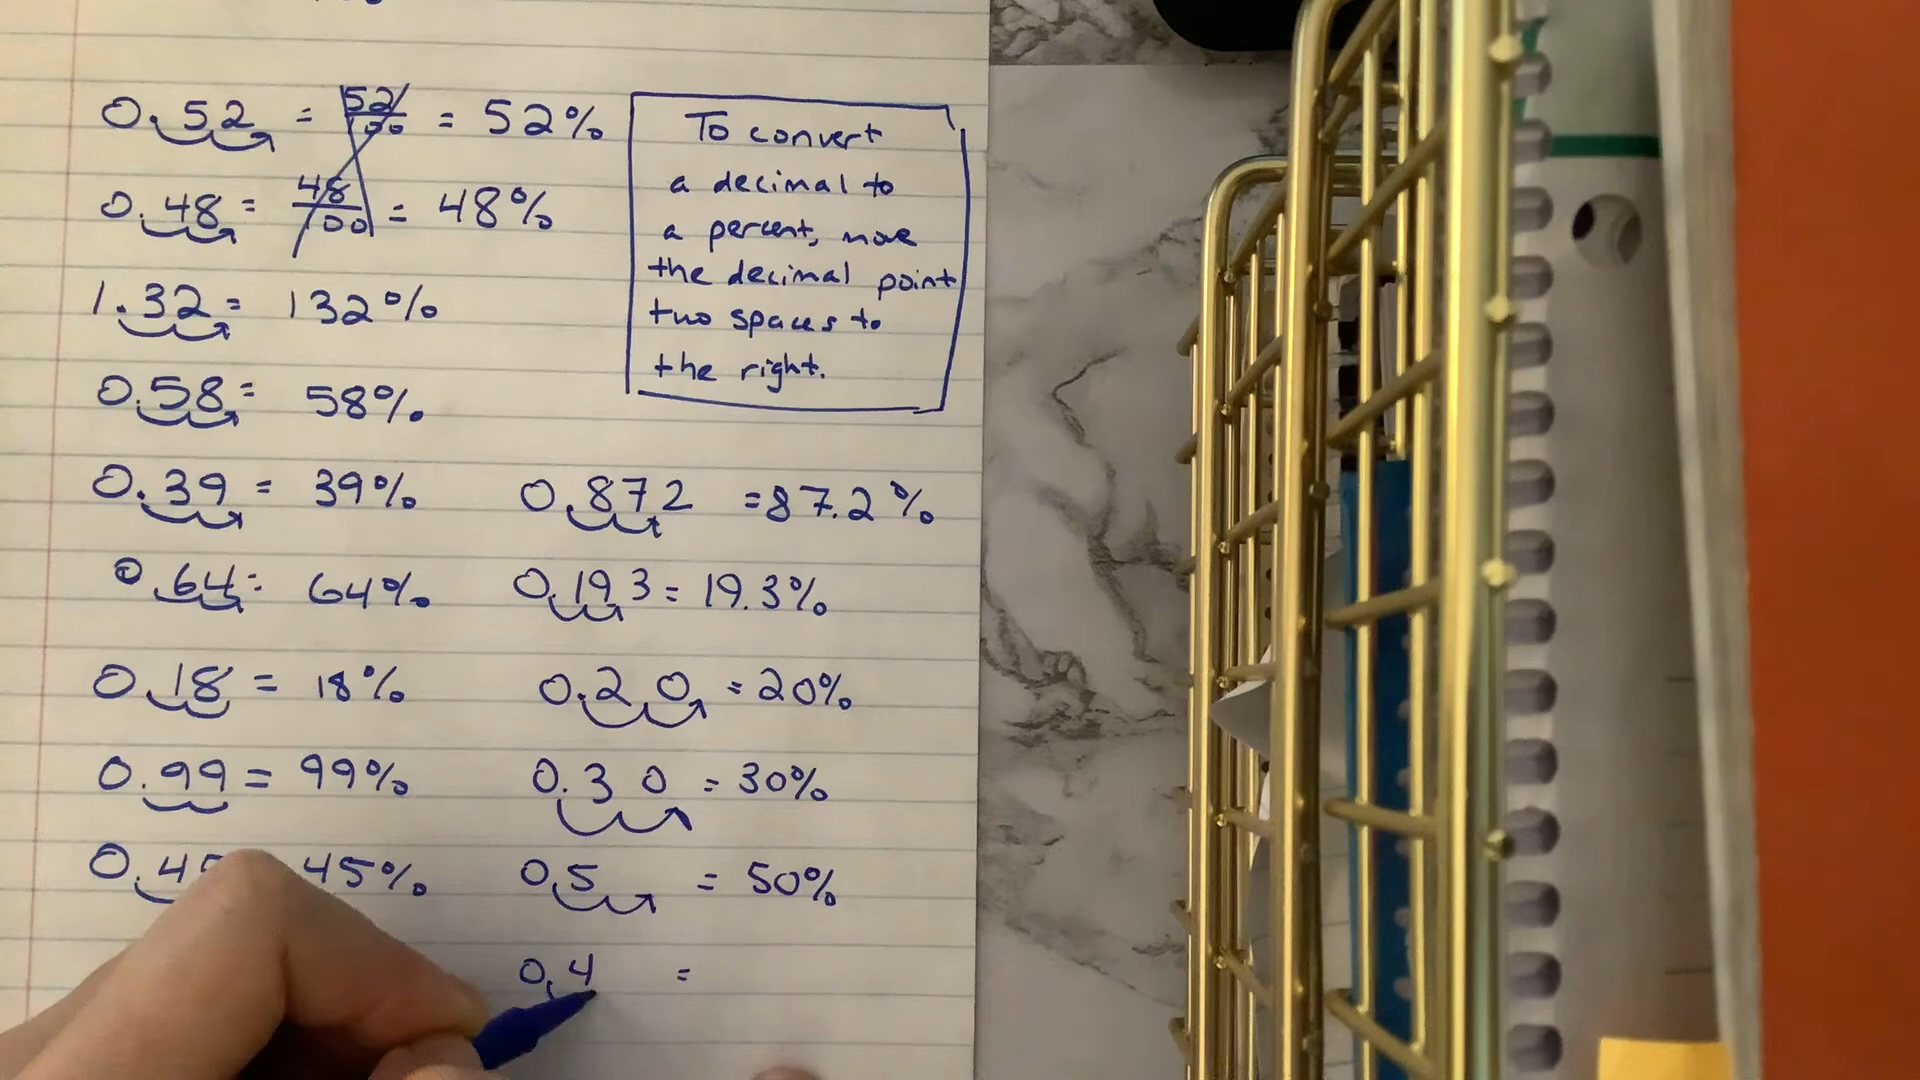 0.52 = 52/100 = 52%
0.48 = 48/100 = 48%
1.32 = 132%
0.58 = 58%
0.39 = 39%
0.64 = 64%
0.18 = 18%
0.99 = 99%
0.45 45%
To convert
a decimal to
a percent, move
the decimal point
two spaces to
the right.
0.872 = 87.2%
0.193 = 19.3%
0.20 = 20%
0.30 = 30%
0.5 = 50%
0.4 =